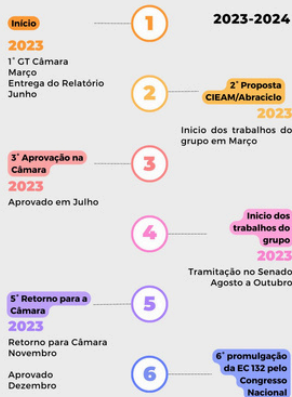 2023-2024
Inicio
1
2023
1° GT Câmara
Março
Entrega do Relatório
Junho
2
2° Proposta
CIEAM/Abraciclo
2023
Inicio dos trabalhos do
grupo em Março
3° Aprovação na
Câmara
3
2023
Aprovado em Julho
4
Inicio dos
trabalhos do
grupo
2023
Tramitação no Senado
Agosto a Outubro
5° Retorno para a
Câmara
5
2023
Retorno para Câmara
Novembro
Aprovado
Dezembro
6
6° promulgação
da EC 132 pelo
Congresso
Nacional